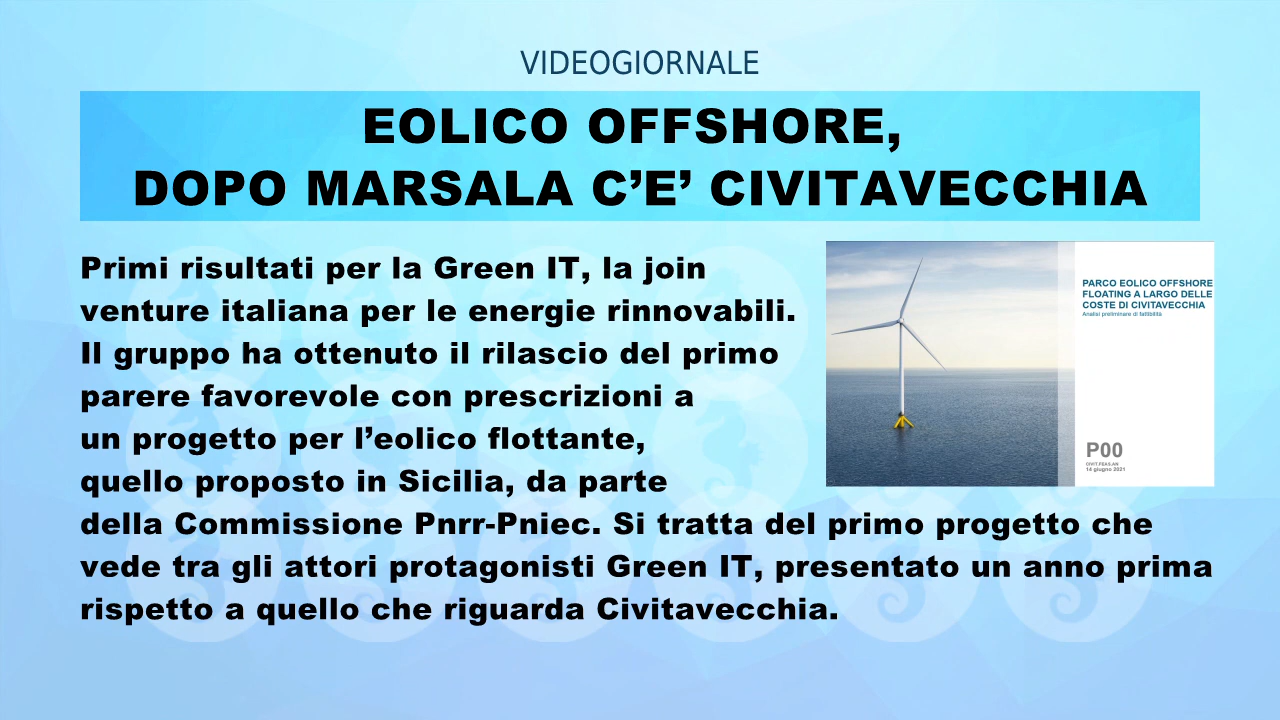 VIDEOGIORNALE
EOLICO OFFSHORE,
DOPO MARSALA C’E’ CIVITAVECCHIA
Primi risultati per la Green IT, la join
venture italiana per le energie rinnovabili.
Il gruppo ha ottenuto il rilascio del primo
parere favorevole con prescrizioni a
un progetto per l’eolico flottante,
quello proposto in Sicilia, da parte
della Commissione Pnrr-Pniec. Si tratta del primo progetto che
vede tra gli attori protagonisti Green IT, presentato un anno prima
rispetto a quello che riguarda Civitavecchia.
PARCO EOLICO OFFSHORE
FLOATING A LARGO DELLE
COSTE DI CIVITAVECCHIA
Analisi preliminare di fattibilità
P00
CIVIT.PEAS.AN
14 giugno 2021